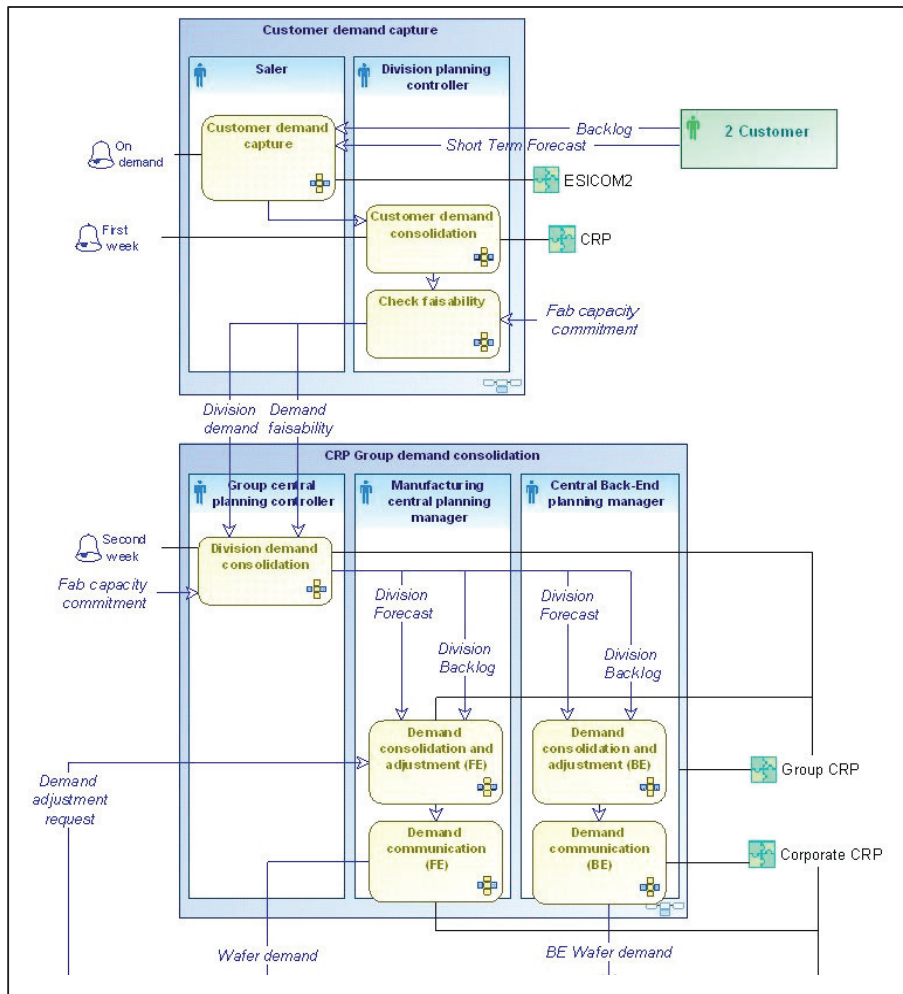 Customer demand capture
Saler
Division planning
controller
Customer demand
capture
Backlog
Short Term Forecast
2 Customer
On
demand
ESICOM2
Customer demand
consolidation
First
week
CRP
Check faisability
Fab capacity
commitment
Division
demand
Demand
faisability
CRP Group demand consolidation
Group central
planning controller
Manufacturing
central planning
manager
Central Back-End
planning manager
Second
week
Division demand
consolidation
Fab capacity
commitment
Division
Forecast
Division
Backlog
Division
Forecast
Division
Backlog
Demand
consolidation and
adjustment (FE)
Demand
consolidation and
adjustment (BE)
Group CRP
Demand
adjustment
request
Demand
communication
(FE)
Demand
communication
(BE)
Corporate CRP
Wafer demand
BE Wafer demand